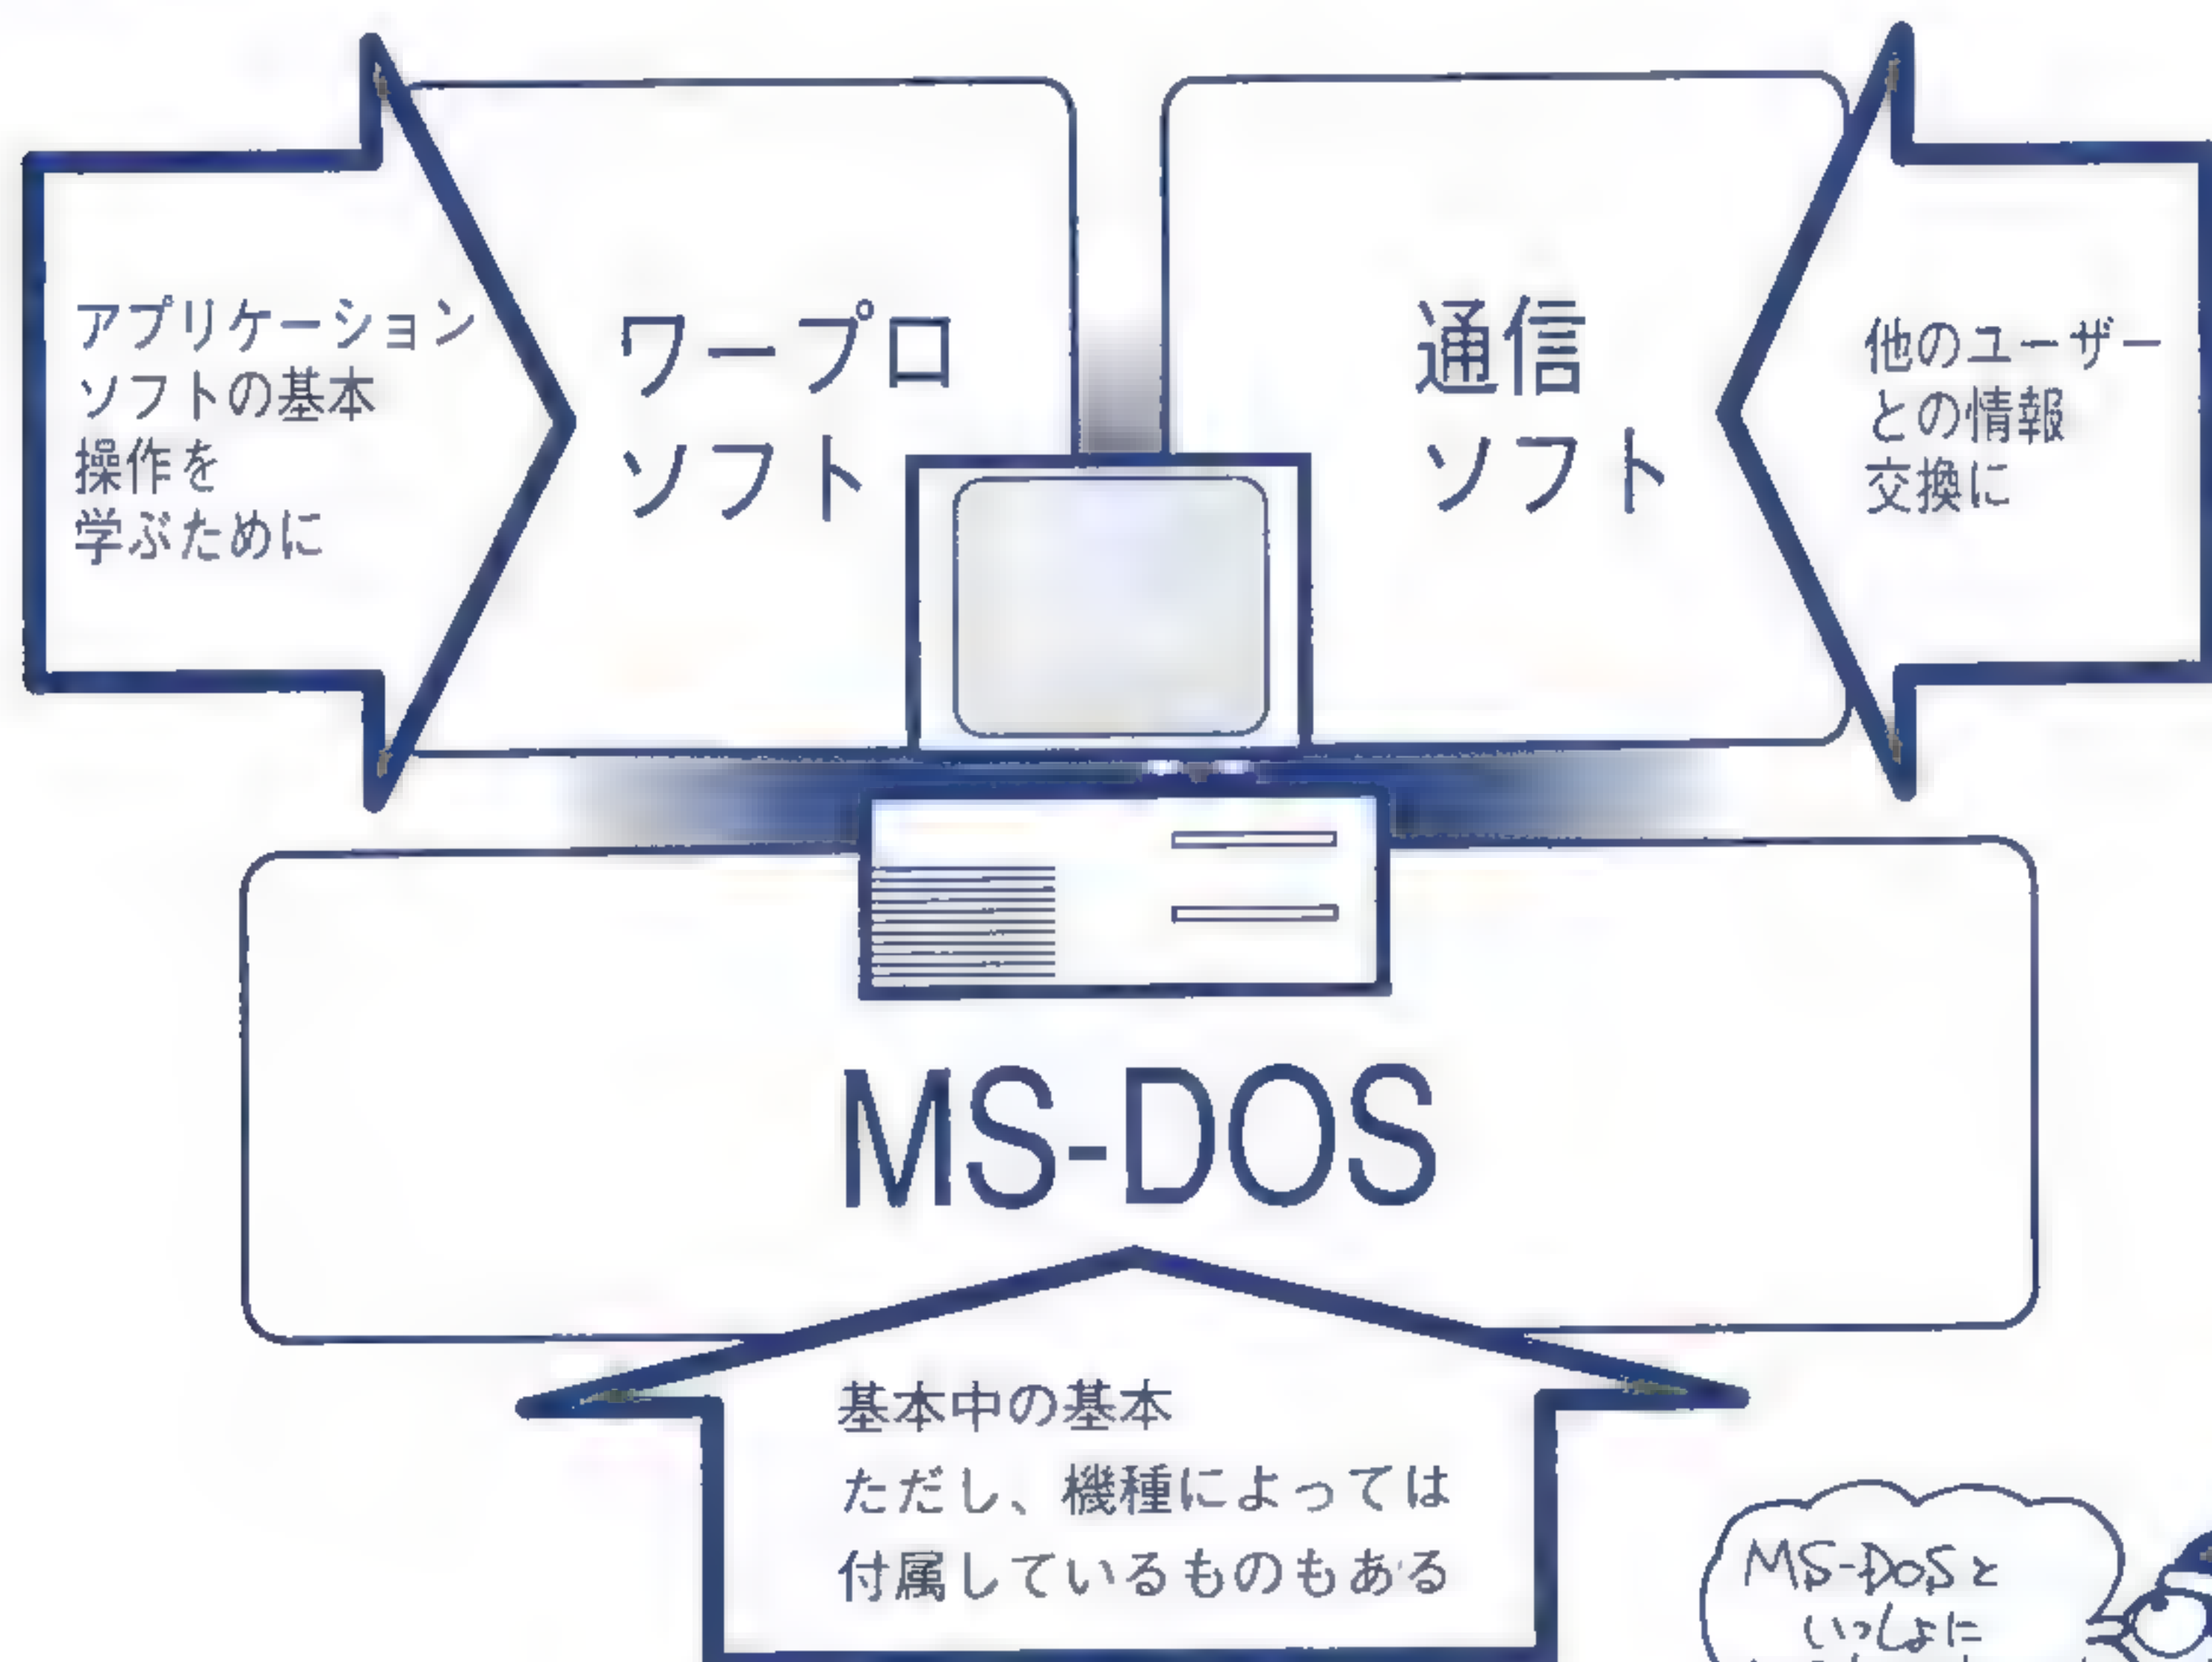 アプリケーション
ソフトの基本
操作を
学ぶために
ワープロ
ソフト
通信
ソフト
他のユーザー
との情報
交換に
MS-DOS
基本中の基本
ただし、機種によっては
付属しているものもある
MS-DOSと
いっしょに